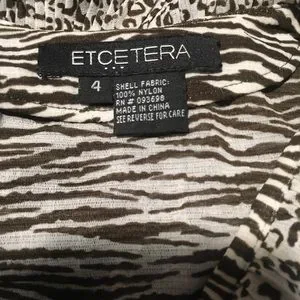 ETCETERA
4
SHELL FABRIC:
100% NYLON
RN # 093698
MADE IN CHINA
SEE REVERSE FOR CARE